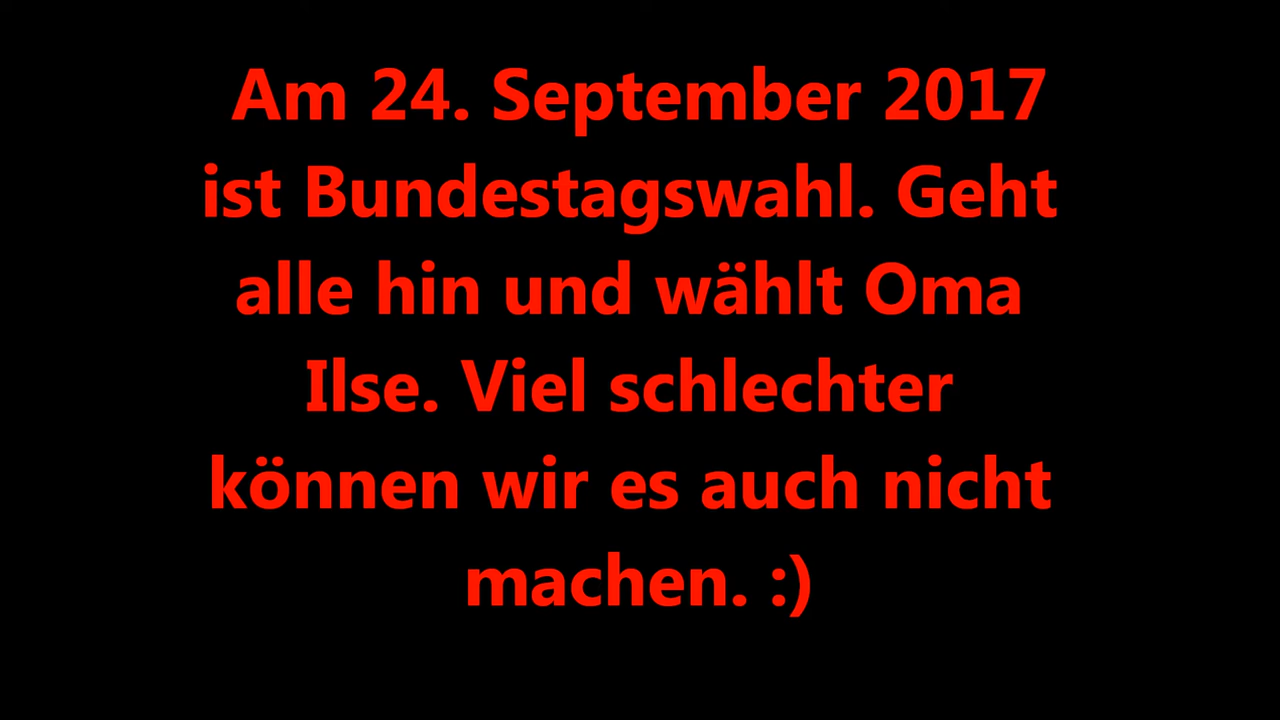 Am 24. September 2017
ist Bundestagswahl. Geht
alle hin und wählt Oma
Ilse. Viel schlechter
können wir es auch nicht
machen. :)